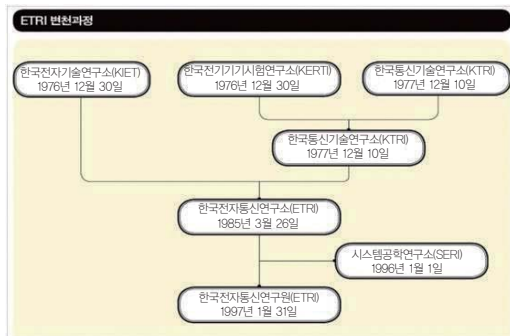 ETRI 변천과정
한국전자기술연구소(KIET)
1976년 12월 30일
한국전기기기시험연구소(KERTI)
1976년 12월 30일
한국통신기술연구소(KTRI)
1977년 12월 10일
한국통신기술연구소(KTRI)
1977년 12월 10일
한국전자통신연구소(ETRI)
1985년 3월 26일
시스템공학연구소(SERI)
1996년 1월 1일
한국전자통신연구원(ETRI)
1997년 1월 31일